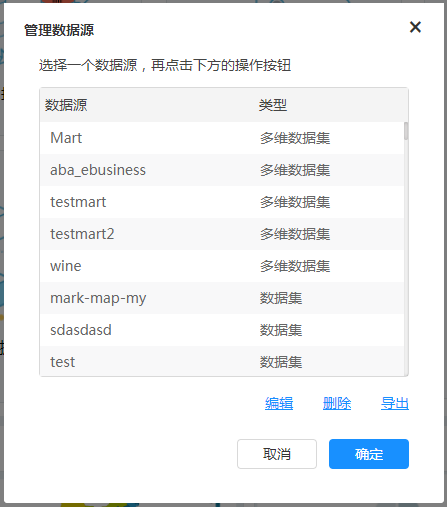 管理数据源
选择一个数据源，再点击下方的操作按钮
数据源 类型
Mart 多维数据集
aba_ebusiness 多维数据集
testmart 多维数据集
testmart2 多维数据集
wine 多维数据集
mark-map-my 数据集
sdasdasd 数据集
test 数据集
编辑 删除 导出
取消 确定